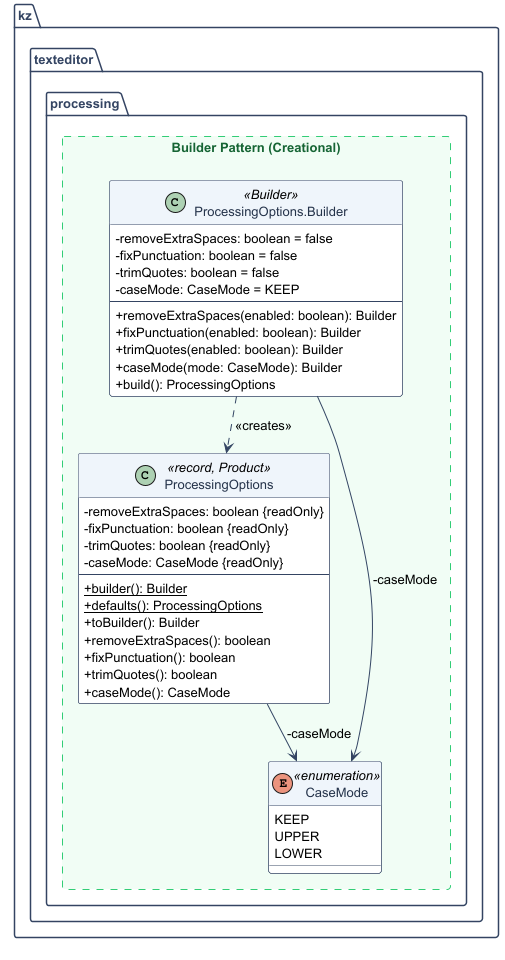 kz
texteditor
processing
Builder Pattern (Creational)
C
«Builder»
ProcessingOptions.Builder
-removeExtraSpaces: boolean = false
-fixPunctuation: boolean = false
-trimQuotes: boolean = false
-caseMode: CaseMode = KEEP
+removeExtraSpaces(enabled: boolean): Builder
+fixPunctuation(enabled: boolean): Builder
+trimQuotes(enabled: boolean): Builder
+caseMode(mode: CaseMode): Builder
+build(): ProcessingOptions
«creates»
C
«record, Product»
ProcessingOptions
-removeExtraSpaces: boolean {readOnly}
-fixPunctuation: boolean {readOnly}
-trimQuotes: boolean {readOnly}
-caseMode: CaseMode {readOnly}
+builder(): Builder
+defaults(): ProcessingOptions
+toBuilder(): Builder
+removeExtraSpaces(): boolean
+fixPunctuation(): boolean
+trimQuotes(): boolean
+caseMode(): CaseMode
-caseMode
-caseMode
E
«enumeration»
CaseMode
KEEP
UPPER
LOWER